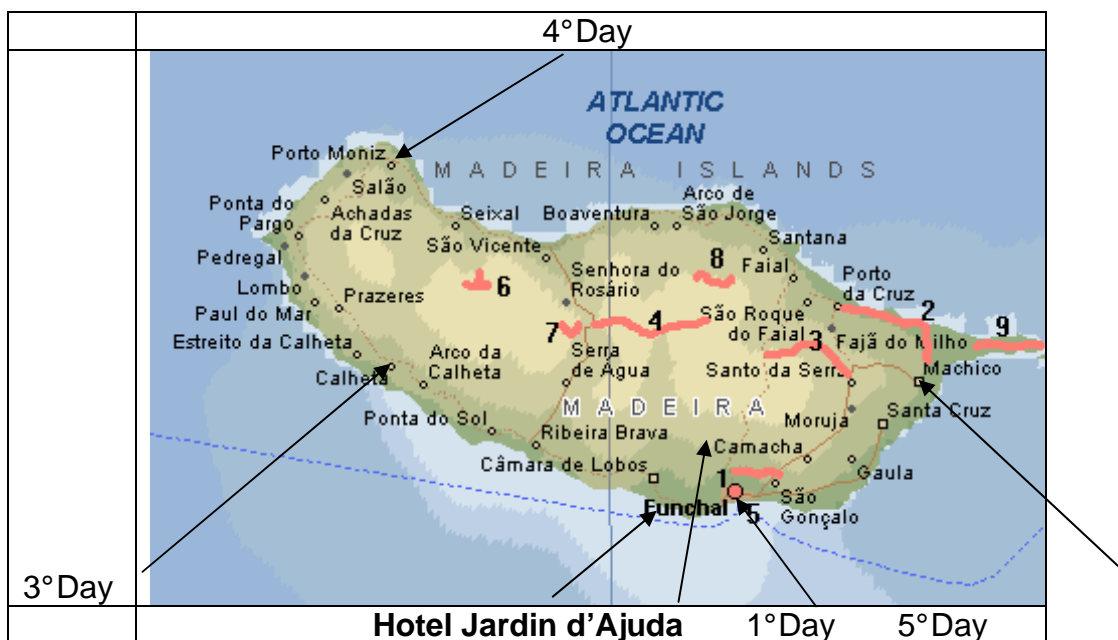 4°Day
ATLANTIC
OCEAN
MADEIRA ISLANDS
Porto Moniz
Salão
Ponta do
Pargo
Achadas
da Cruz
Seixal
Boaventura
Arco de
São Jorge
São Vicente
Santana
Pedregal
8
Faial
Senhora do
Rosário
Porto
da Cruz
Lombo
6
Prazeres
2
Paul do Mar
4
São Roque
do Faial
9
7
3
Estreito da Calheta
Fajã do Milho
Arco da
Calheta
Serra
de Agua
Santo da Serra
Machico
Calheta
MADEIRA
Santa Cruz
Moruja
Ponta do Sol
Ribeira Brava
Camacha
Câmara de Lobos
Gaula
1
São
Gonçalo
Funchal
5
3°Day
Hotel Jardin d'Ajuda 1°Day 5°Day